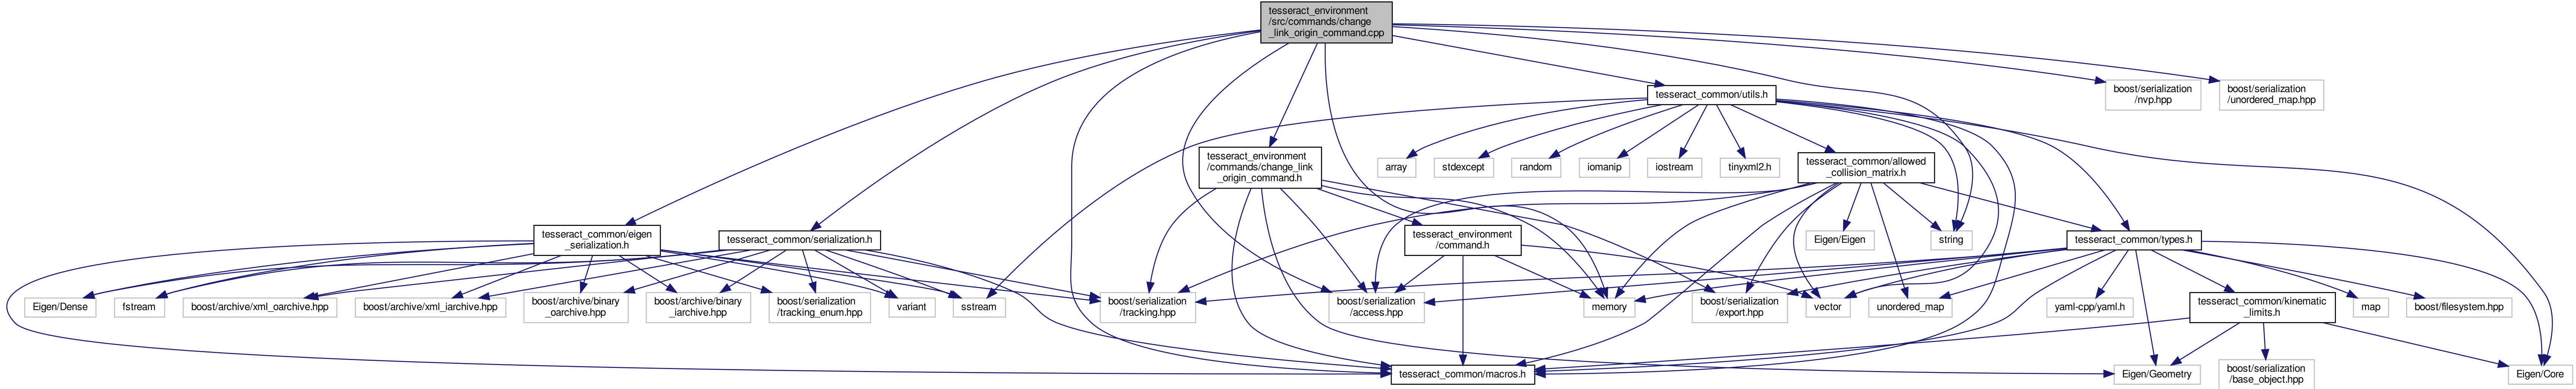 tesseract_environment
/src/commands/change
_link_origin_command.cpp
boost/serialization
/nvp.hpp
boost/serialization
/unordered_map.hpp
tesseract_common/utils.h
tesseract_environment
/commands/change_link
_origin_command.h
array
stdexcept
random
iomanip
iostream
tinyxml2.h
tesseract_common/allowed
_collision_matrix.h
tesseract_common/eigen
_serialization.h
tesseract_common/serialization.h
tesseract_environment
/command.h
Eigen/Eigen
string
tesseract_common/types.h
Eigen/Dense
fstream
boost/archive/xml_oarchive.hpp
boost/archive/xml_iarchive.hpp
boost/archive/binary
_oarchive.hpp
boost/archive/binary
_iarchive.hpp
boost/serialization
/tracking_enum.hpp
variant
sstream
boost/serialization
/tracking.hpp
boost/serialization
/access.hpp
memory
boost/serialization
/export.hpp
vector
unordered_map
yaml-cpp/yaml.h
tesseract_common/kinematic
_limits.h
map
boost/filesystem.hpp
tesseract_common/macros.h
Eigen/Geometry
boost/serialization
/base_object.hpp
Eigen/Core